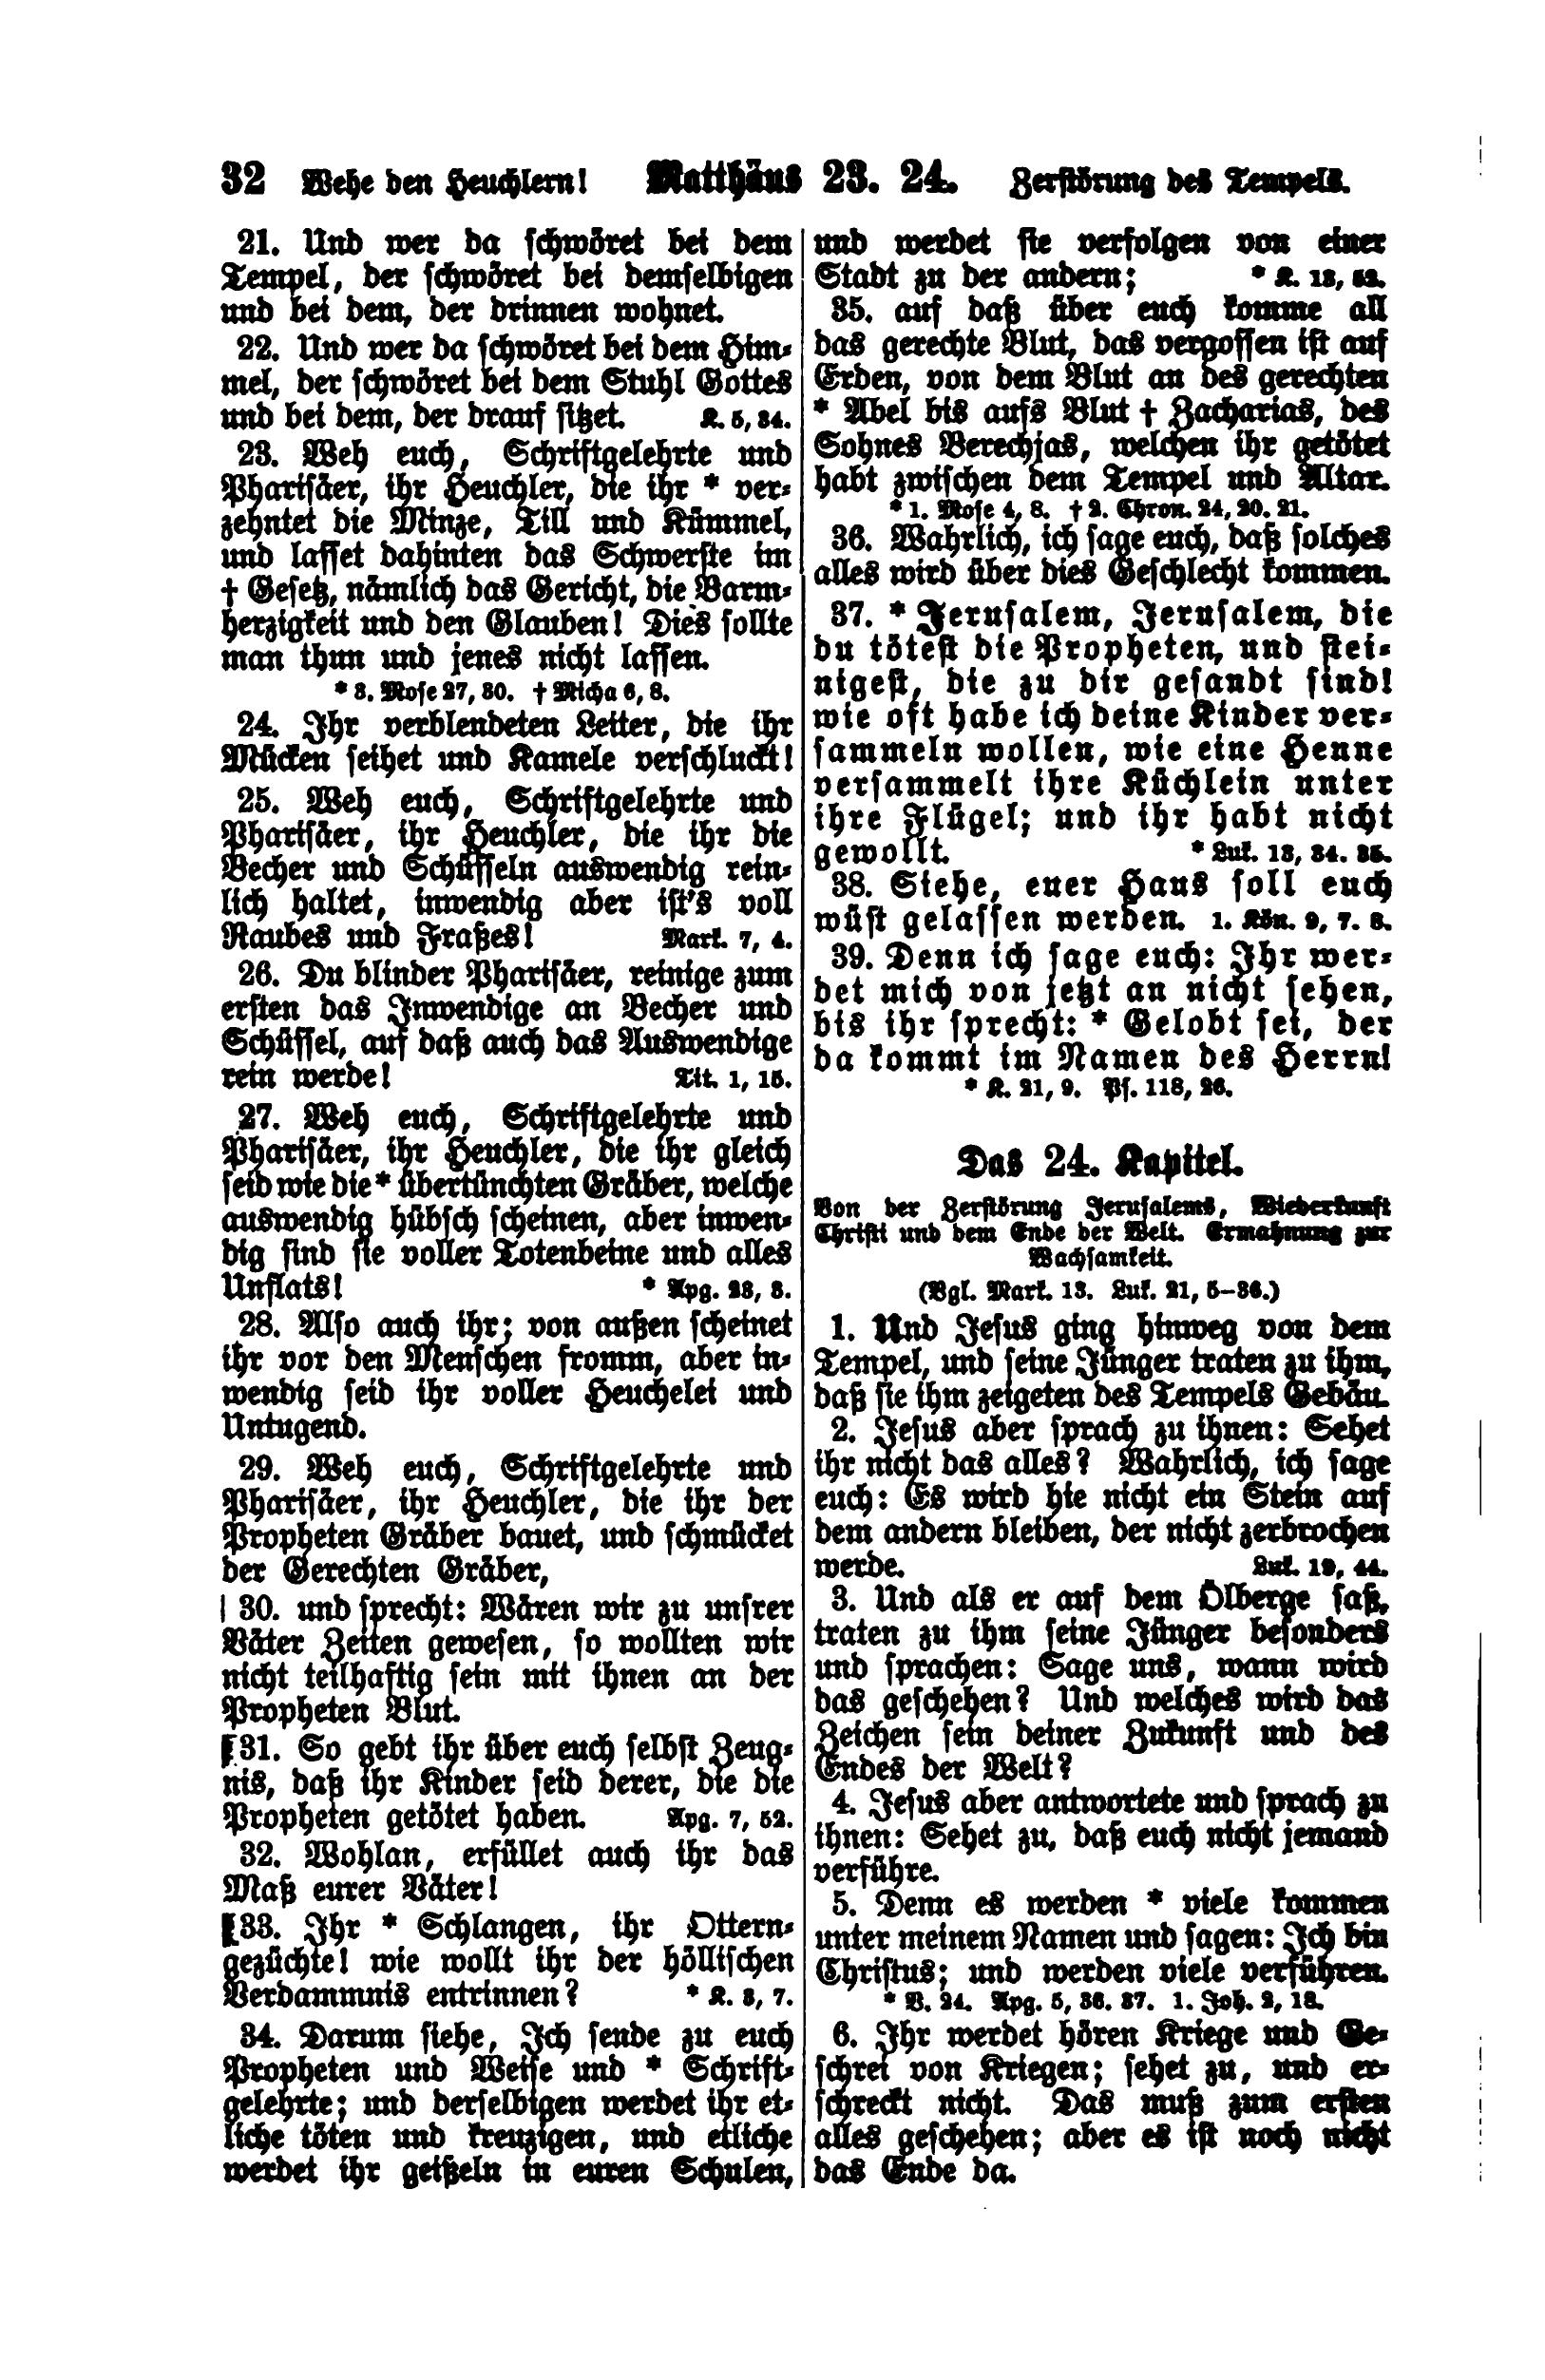 32 Wehe den Heuchlern! Matthäus 23. 24. Zerstörung des Tempels.
21. Und wer da schwöret bei dem
Tempel, der schwöret bei demselbigen
und bei dem, der drinnen wohnet.
22. Und wer da schwöret bei dem Him-
mel, der schwöret bei dem Stuhl Gottes
und bei dem, der drauf sitzet. K. 5, 34.
23. Weh euch, Schriftgelehrte und
Pharisäer, ihr Heuchler, die ihr * ver-
zehntet die Minze, Till und Kümmel,
und lasset dahinten das Schwerste im
† Gesetz, nämlich das Gericht, die Barm-
herzigkeit und den Glauben! Dies sollte
man thun und jenes nicht lassen.
* 3. Mose 27, 30. † Micha 6, 8.
24. Ihr verblendeten Leiter, die ihr
Mücken seihet und Kamele verschluckt!
25. Weh euch, Schriftgelehrte und
Pharisäer, ihr Heuchler, die ihr die
Becher und Schüsseln auswendig rein-
lich haltet, inwendig aber ist's voll
Raubes und Fraßes! Mark. 7, 4.
26. Du blinder Pharisäer, reinige zum
ersten das Inwendige an Becher und
Schüssel, auf daß auch das Auswendige
rein werde! Tit. 1, 15.
27. Weh euch, Schriftgelehrte und
Pharisäer, ihr Heuchler, die ihr gleich
seid wie die * übertünchten Gräber, welche
auswendig hübsch scheinen, aber inwen-
dig sind sie voller Totenbeine und alles
Unflats! * Apg. 23, 3.
28. Also auch ihr; von außen scheinet
ihr vor den Menschen fromm, aber in-
wendig seid ihr voller Heuchelei und
Untugend.
29. Weh euch, Schriftgelehrte und
Pharisäer, ihr Heuchler, die ihr der
Propheten Gräber bauet, und schmücket
der Gerechten Gräber,
30. und sprecht: Wären wir zu unsrer
Väter Zeiten gewesen, so wollten wir
nicht teilhaftig sein mit ihnen an der
Propheten Blut.
31. So gebt ihr über euch selbst Zeug-
nis, daß ihr Kinder seid derer, die die
Propheten getötet haben. Apg. 7, 52.
32. Wohlan, erfüllet auch ihr das
Maß eurer Väter!
33. Ihr * Schlangen, ihr Ottern-
gezüchte! wie wollt ihr der höllischen
Verdammnis entrinnen? * K. 3, 7.
34. Darum siehe, Ich sende zu euch
Propheten und Weise und * Schrift-
gelehrte; und derselbigen werdet ihr et-
liche töten und kreuzigen, und etliche
werdet ihr geißeln in euren Schulen,
und werdet sie verfolgen von einer
Stadt zu der andern; * K. 13, 52.
35. auf daß über euch komme all
das gerechte Blut, das vergossen ist auf
Erden, von dem Blut an des gerechten
* Abel bis aufs Blut † Zacharias, des
Sohnes Berechjas, welchen ihr getötet
habt zwischen dem Tempel und Altar.
* 1. Mose 4, 8. † 2. Chron. 24, 20. 21.
36. Wahrlich, ich sage euch, daß solches
alles wird über dies Geschlecht kommen.
37. * Jerusalem, Jerusalem, die
du tötest die Propheten, und stei-
nigest, die zu dir gesandt sind!
wie oft habe ich deine Kinder ver-
sammeln wollen, wie eine Henne
versammelt ihre Küchlein unter
ihre Flügel; und ihr habt nicht
gewollt. * Luk. 13, 34. 35.
38. Siehe, euer Haus soll euch
wüst gelassen werden. 1. Kön. 9, 7. 8.
39. Denn ich sage euch: Ihr wer-
det mich von jetzt an nicht sehen,
bis ihr sprecht: * Gelobt sei, der
da kommt im Namen des Herrn!
* K. 21, 9. Ps. 118, 26.
Das 24. Kapitel.
Von der Zerstörung Jerusalems, Wiederkunft
Christi und dem Ende der Welt. Ermahnung zur
Wachsamkeit.
(Vgl. Mark. 13. Luk. 21, 5–36.)
1. Und Jesus ging hinweg von dem
Tempel, und seine Jünger traten zu ihm,
daß sie ihm zeigeten des Tempels Gebäu.
2. Jesus aber sprach zu ihnen: Sehet
ihr nicht das alles? Wahrlich, ich sage
euch: Es wird hie nicht ein Stein auf
dem andern bleiben, der nicht zerbrochen
werde. Luk. 19, 44.
3. Und als er auf dem Ölberge saß,
traten zu ihm seine Jünger besonders
und sprachen: Sage uns, wann wird
das geschehen? Und welches wird das
Zeichen sein deiner Zukunft und des
Endes der Welt?
4. Jesus aber antwortete und sprach zu
ihnen: Sehet zu, daß euch nicht jemand
verführe.
5. Denn es werden * viele kommen
unter meinem Namen und sagen: Ich bin
Christus; und werden viele verführen.
* V. 24. Apg. 5, 36. 37. 1. Joh. 2, 18.
6. Ihr werdet hören Kriege und Ge-
schrei von Kriegen; sehet zu, und er-
schreckt nicht. Das muß zum ersten
alles geschehen; aber es ist noch nicht
das Ende da.